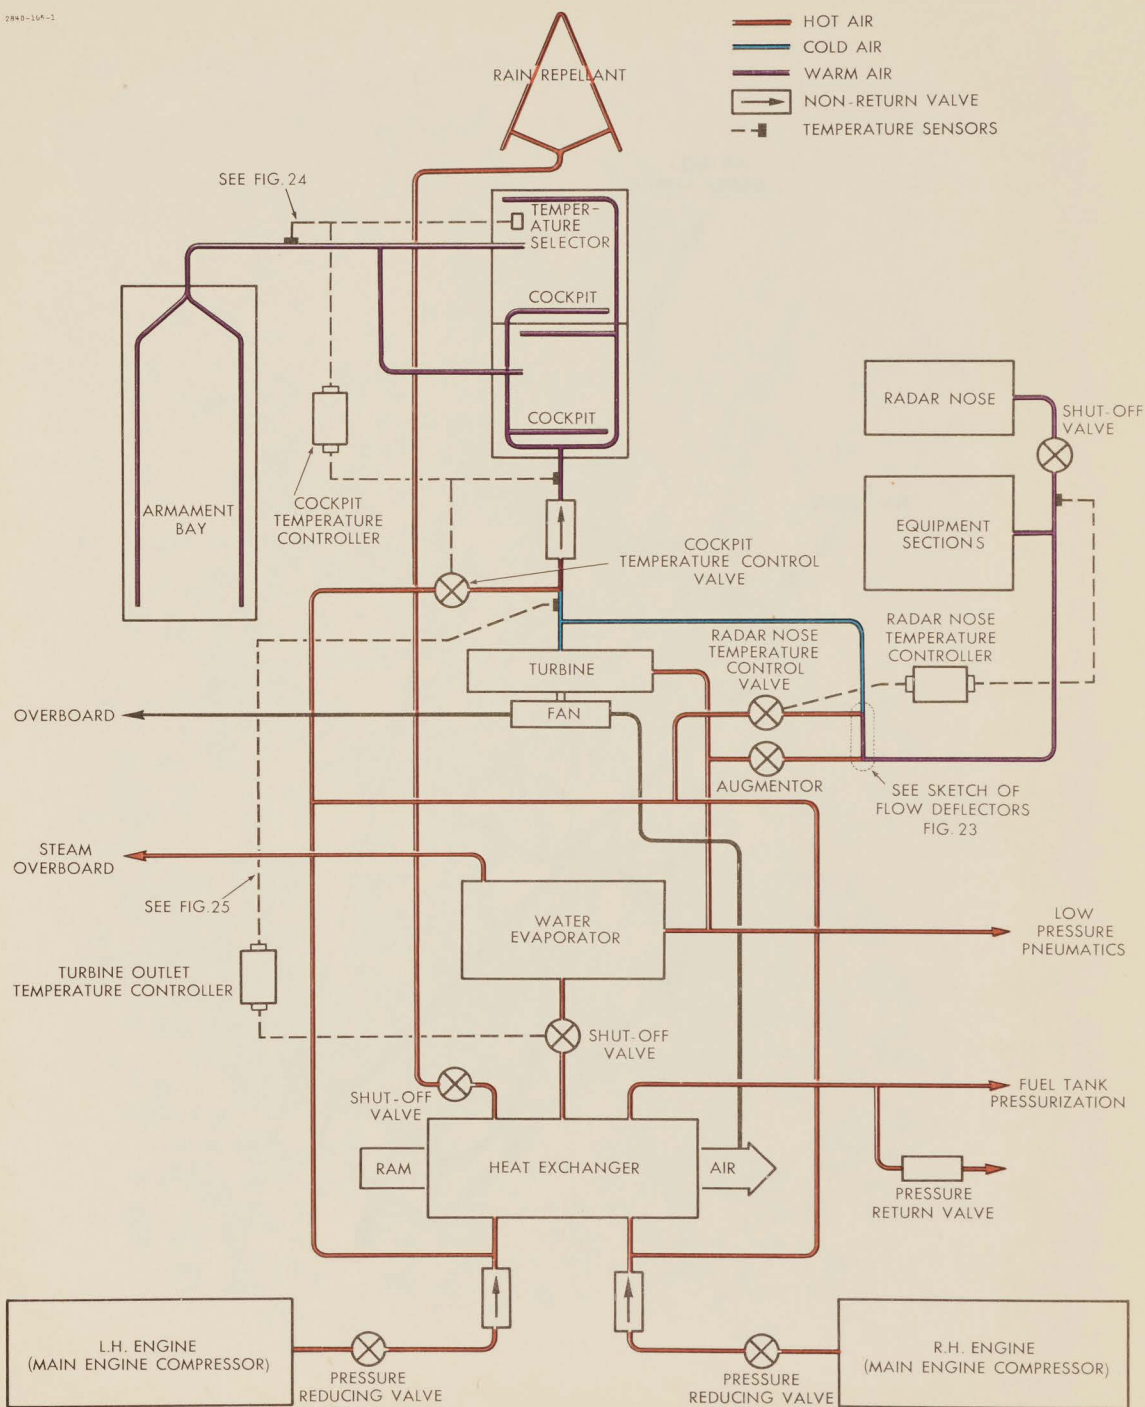 2840-16A-1
HOT AIR
COLD AIR
WARM AIR
NON-RETURN VALVE
TEMPERATURE SENSORS
RAIN REPELLANT
SEE FIG. 24
TEMPER-
ATURE
SELECTOR
COCKPIT
COCKPIT
ARMAMENT
BAY
COCKPIT
TEMPERATURE
CONTROLLER
RADAR NOSE
SHUT-OFF
VALVE
EQUIPMENT
SECTIONS
COCKPIT
TEMPERATURE CONTROL
VALVE
RADAR NOSE
TEMPERATURE
CONTROL
VALVE
RADAR NOSE
TEMPERATURE
CONTROLLER
TURBINE
FAN
OVERBOARD
AUGMENTOR
SEE SKETCH OF
FLOW DEFLECTORS
FIG. 23
STEAM
OVERBOARD
SEE FIG. 25
WATER
EVAPORATOR
LOW
PRESSURE
PNEUMATICS
TURBINE OUTLET
TEMPERATURE CONTROLLER
SHUT-OFF
VALVE
SHUT-OFF
VALVE
FUEL TANK
PRESSURIZATION
RAM
HEAT EXCHANGER
AIR
PRESSURE
RETURN VALVE
L.H. ENGINE
(MAIN ENGINE COMPRESSOR)
PRESSURE
REDUCING VALVE
PRESSURE
REDUCING VALVE
R.H. ENGINE
(MAIN ENGINE COMPRESSOR)